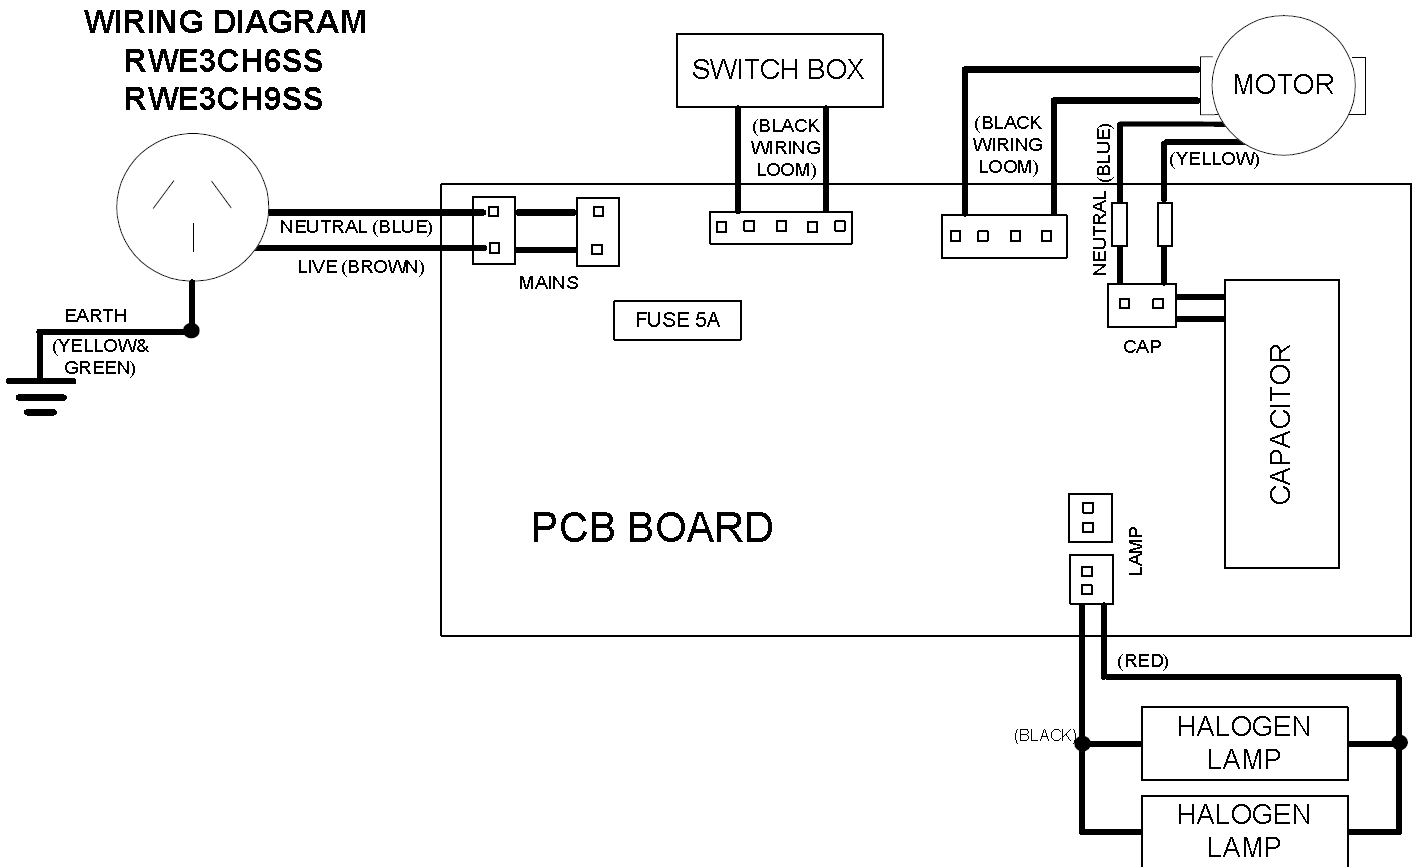 WIRING DIAGRAM
RWE3CH6SS
RWE3CH9SS
SWITCH BOX
MOTOR
(BLACK
WIRING
LOOM)
(BLACK
WIRING
LOOM)
NEUTRAL (BLUE)
(YELLOW)
NEUTRAL (BLUE)
LIVE (BROWN)
MAINS
EARTH
(YELLOW&
GREEN)
FUSE 5A
CAP
CAPACITOR
PCB BOARD
LAMP
(RED)
(BLACK)
HALOGEN
LAMP
HALOGEN
LAMP